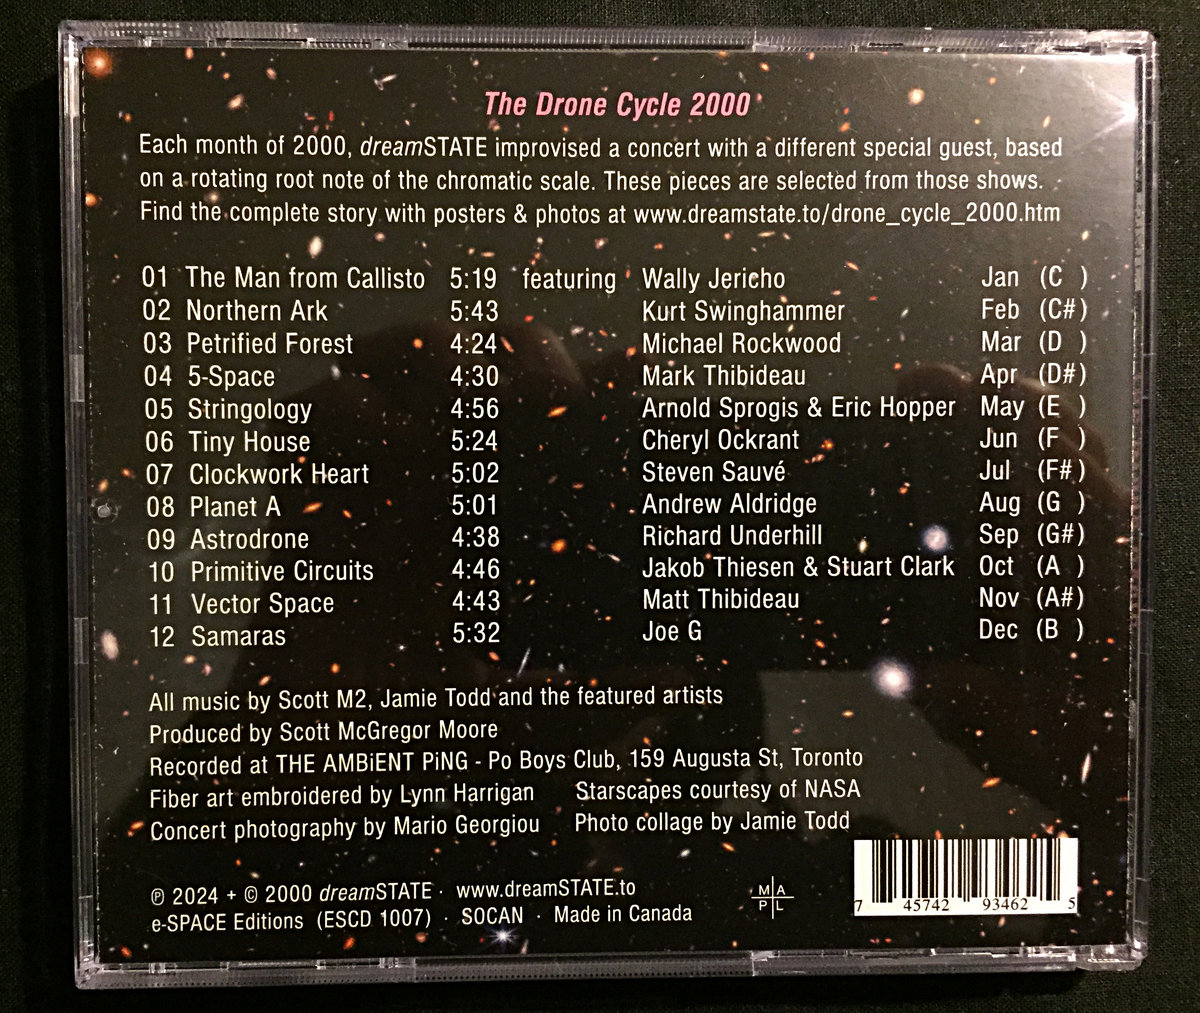 The Drone Cycle 2000
Each month of 2000, dreamSTATE improvised a concert with a different special guest, based
on a rotating root note of the chromatic scale. These pieces are selected from those shows.
Find the complete story with posters & photos at www.dreamstate.to/drone_cycle_2000.htm
01 The Man from Callisto 5:19 featuring Wally Jericho Jan (C )
02 Northern Ark 5:43 Kurt Swinghammer Feb (C#)
03 Petrified Forest 4:24 Michael Rockwood Mar (D )
04 5-Space 4:30 Mark Thibideau Apr (D#)
05 Stringology 4:56 Arnold Sprogis & Eric Hopper May (E )
06 Tiny House 5:24 Cheryl Ockrant Jun (F )
07 Clockwork Heart 5:02 Steven Sauvé Jul (F#)
08 Planet A 5:01 Andrew Aldridge Aug (G )
09 Astrodrone 4:38 Richard Underhill Sep (G#)
10 Primitive Circuits 4:46 Jakob Thiesen & Stuart Clark Oct (A )
11 Vector Space 4:43 Matt Thibideau Nov (A#)
12 Samaras 5:32 Joe G Dec (B )
All music by Scott M2, Jamie Todd and the featured artists
Produced by Scott McGregor Moore
Recorded at THE AMBiENT PiNG - Po Boys Club, 159 Augusta St, Toronto
Fiber art embroidered by Lynn Harrigan Starscapes courtesy of NASA
Concert photography by Mario Georgiou Photo collage by Jamie Todd
℗ 2024 + © 2000 dreamSTATE · www.dreamSTATE.to
e-SPACE Editions (ESCD 1007) · SOCAN · Made in Canada
M A
P L
7 45742 93462 5